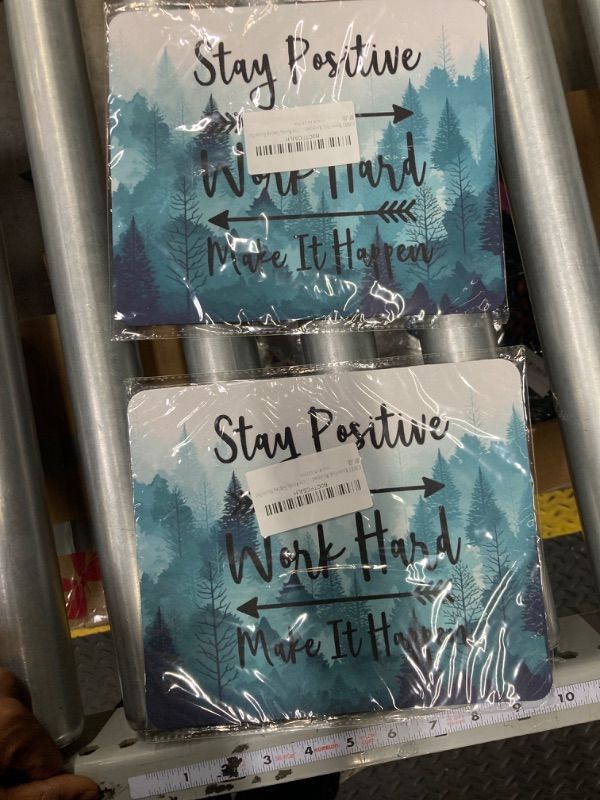 Stay Positive
Work Hard
Make It Happen
Stay Positive
Work Hard
Make It Happen
1 2 3 4 5 6 7 8 9 10